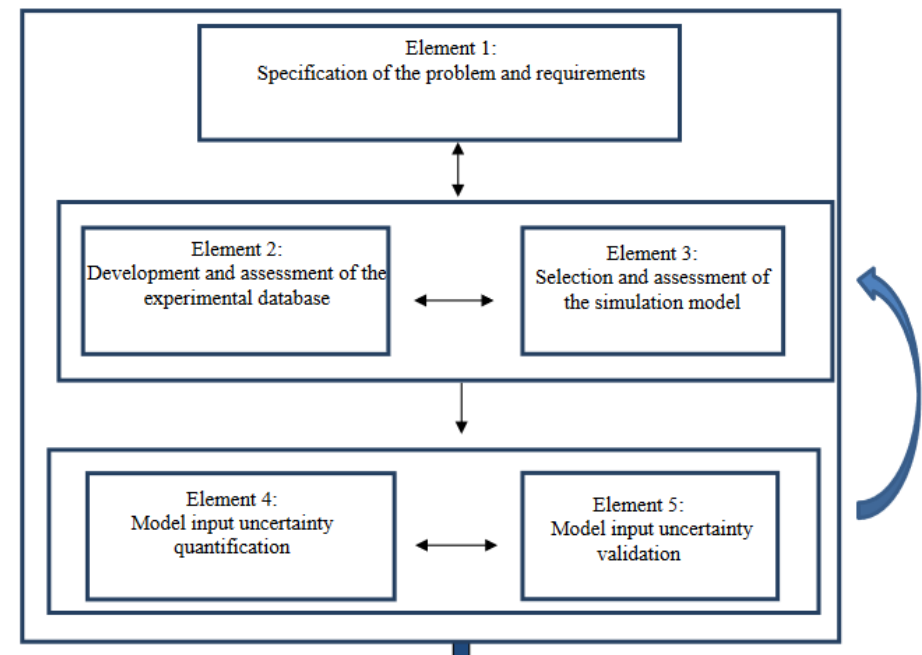 Element 1:
Specification of the problem and requirements
Element 2:
Development and assessment of the
experimental database
Element 3:
Selection and assessment of
the simulation model
Element 4:
Model input uncertainty
quantification
Element 5:
Model input uncertainty
validation